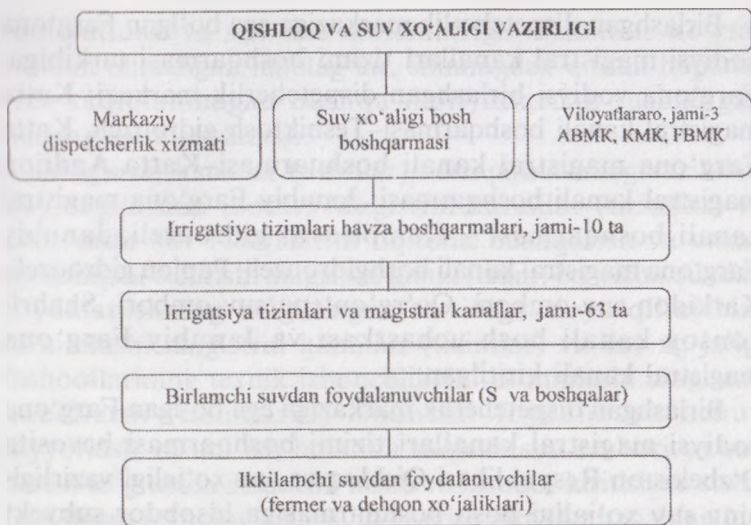 QISHLOQ VA SUV XO‘ALIGI VAZIRLIGI
Markaziy
dispetcherlik xizmati
Suv xo‘aligi bosh
boshqarmasi
Viloyatlararo, jami-3
ABMK, KMK, FBMK
Irrigatsiya tizimlari havza boshqarmalari, jami-10 ta
Irrigatsiya tizimlari va magistral kanallar, jami-63 ta
Birlamchi suvdan foydalanuvchilar (S va boshqalar)
Ikkilamchi suvdan foydalanuvchilar
(fermer va dehqon xo‘jaliklari)